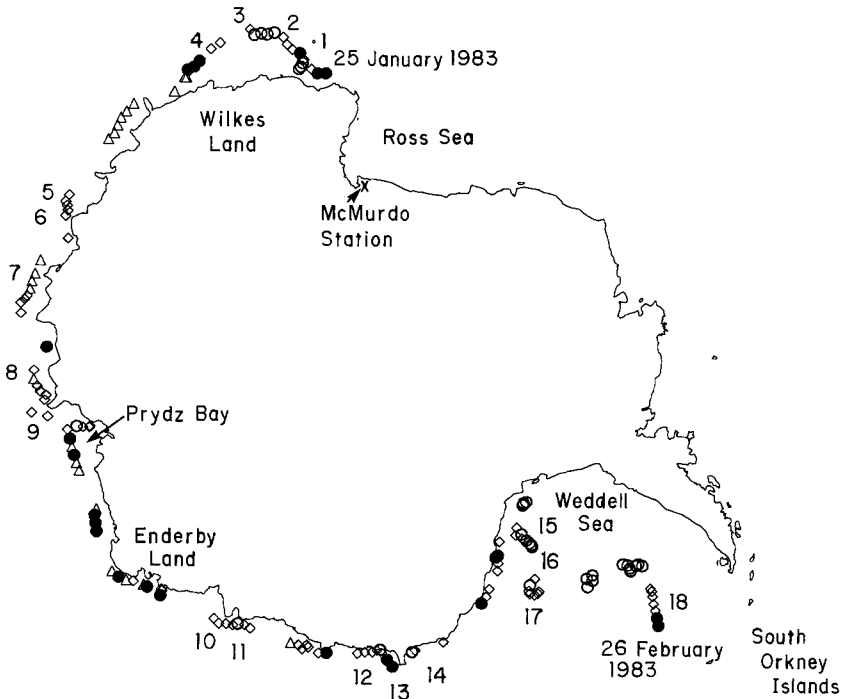 3
2
1
4
25 January 1983
Wilkes
Land
Ross Sea
5
6
McMurdo
Station
7
8
9
Prydz Bay
Enderby
Land
Weddell
Sea
15
16
17
18
10
11
12
13
14
26 February
1983
South
Orkney
Islands